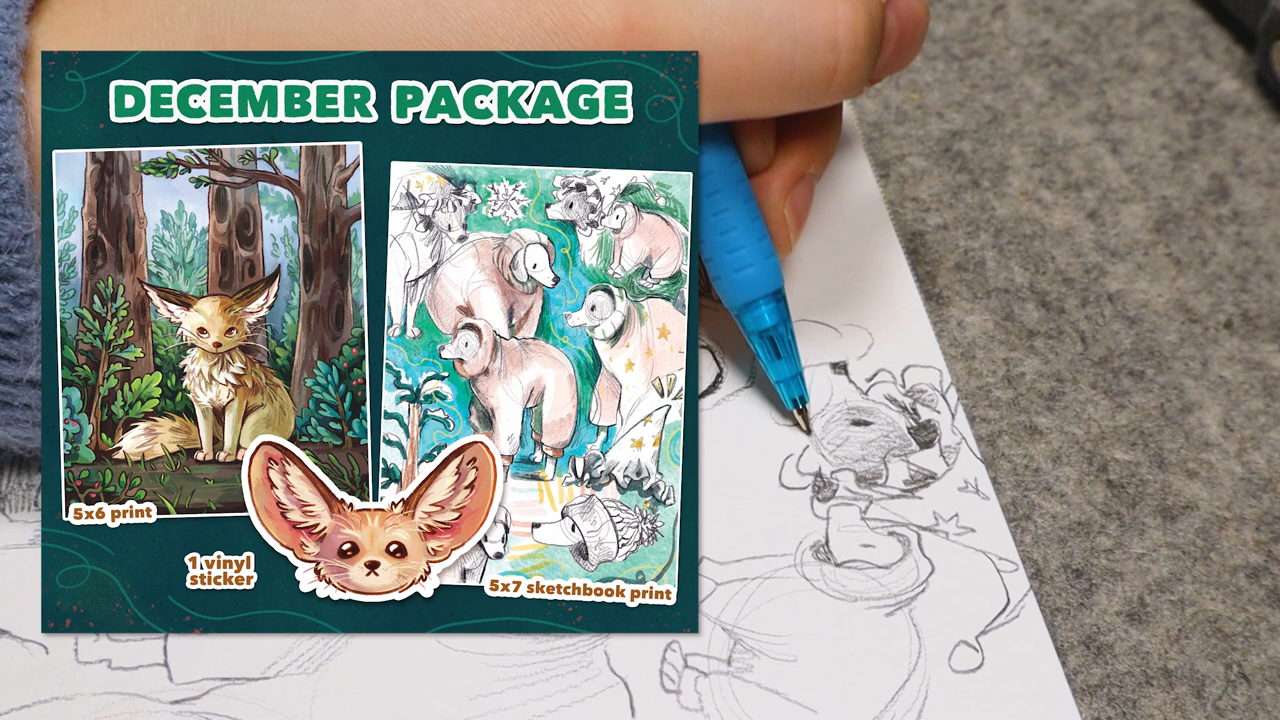 DECEMBER PACKAGE
5x6 print
1 vinyl
sticker
5x7 sketchbook print